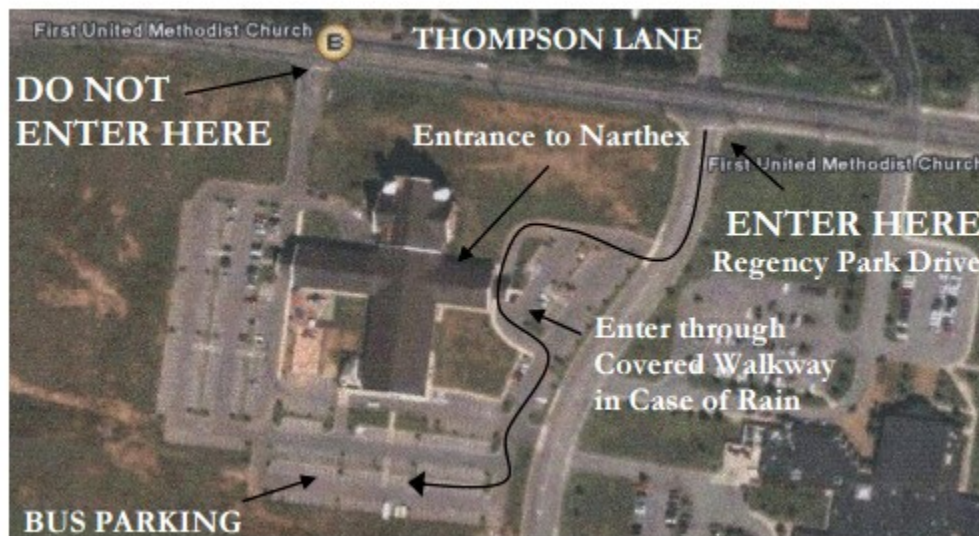 First United Methodist Church
B
THOMPSON LANE
DO NOT
ENTER HERE
Entrance to Narthex
First United Methodist Church
ENTER HERE
Regency Park Drive
Enter through
Covered Walkway
in Case of Rain
BUS PARKING